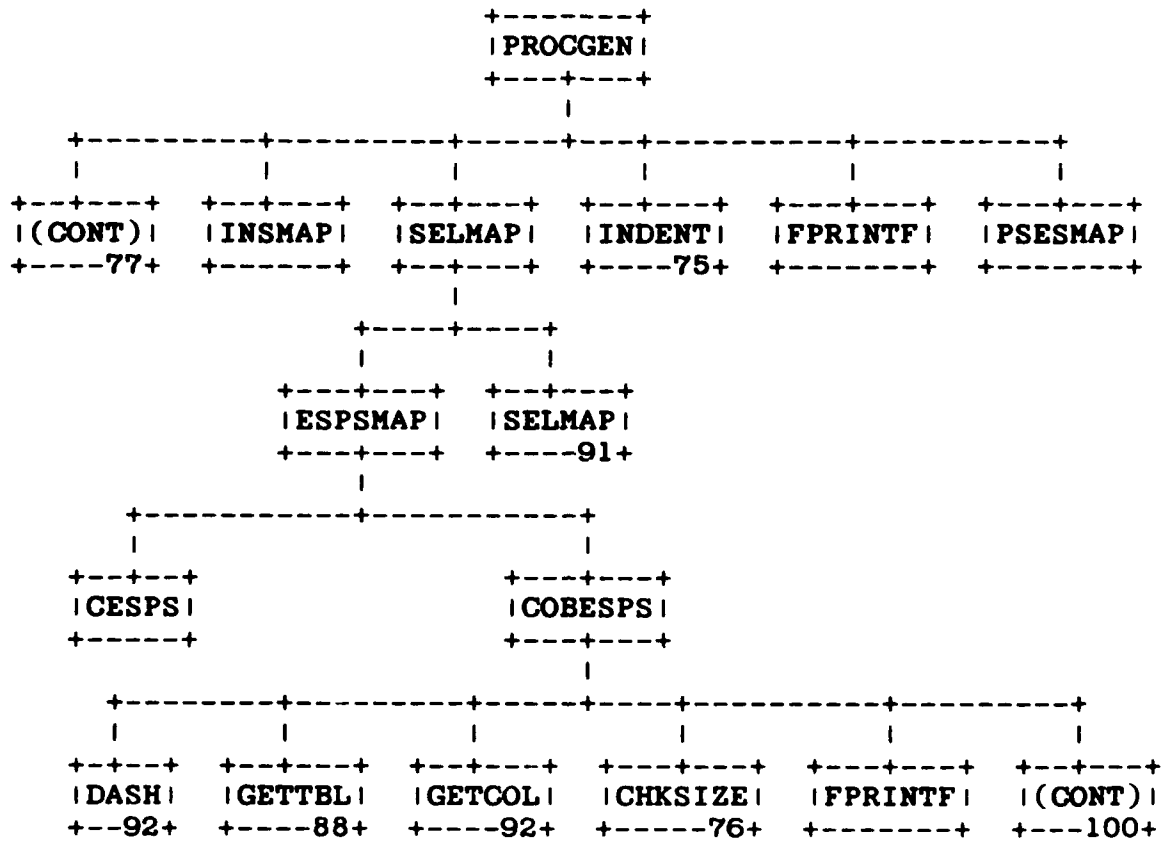 PROCGEN
(CONT) INSMAP SELMAP INDENT FPRINTF PSESMAP
77 75
ESPSMAP SELMAP
91
CESPS COBESPS
DASH GETTBL GETCOL CHKSIZE FPRINTF (CONT)
92 88 92 76 100